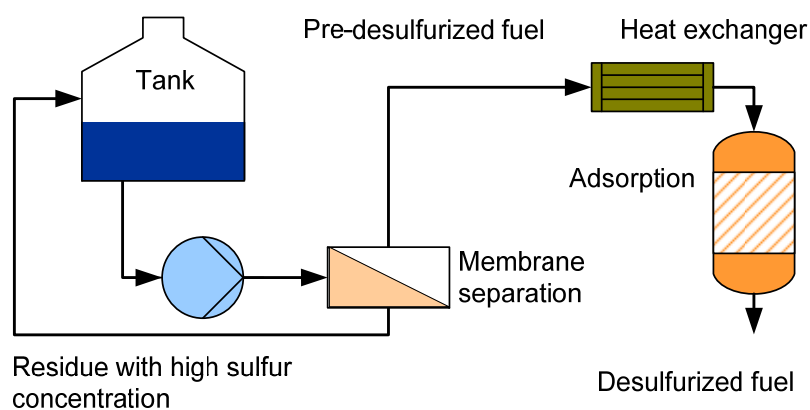 Pre-desulfurized fuel
Heat exchanger
Tank
Adsorption
Membrane
separation
Residue with high sulfur
concentration
Desulfurized fuel